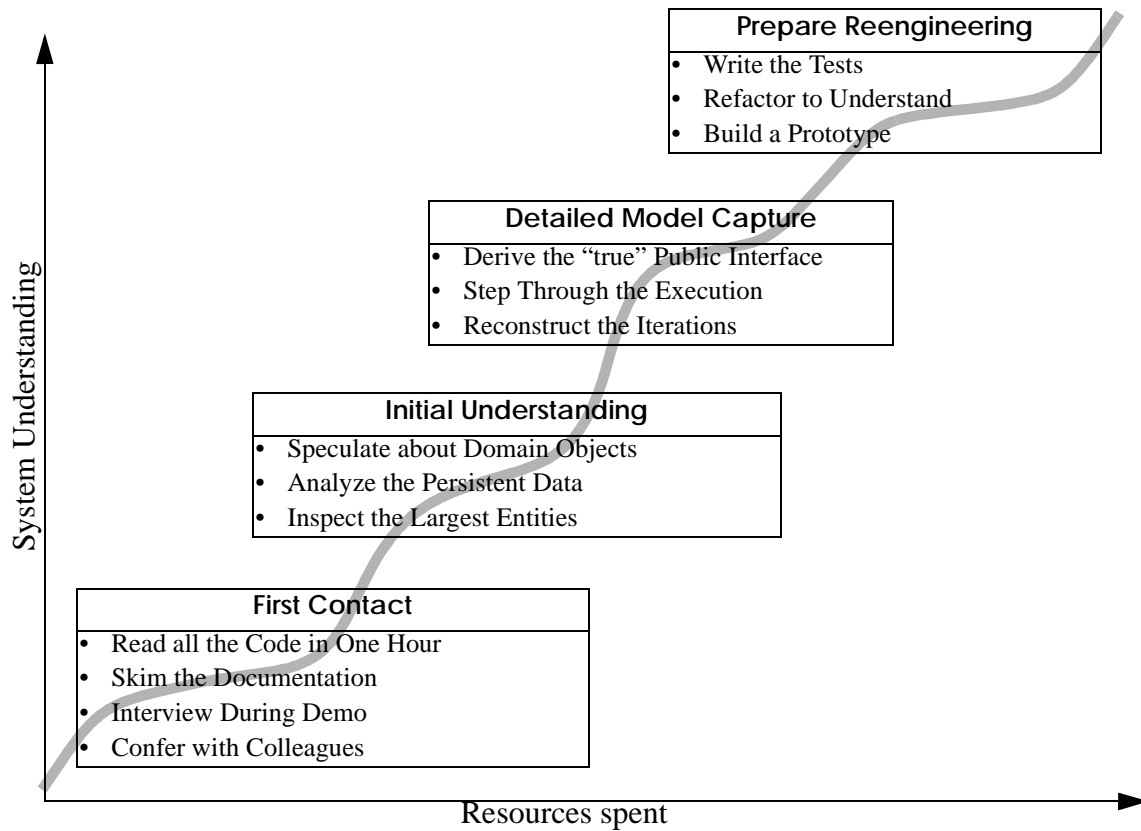 Prepare Reengineering
• Write the Tests
• Refactor to Understand
• Build a Prototype
Detailed Model Capture
• Derive the “true” Public Interface
• Step Through the Execution
• Reconstruct the Iterations
Initial Understanding
• Speculate about Domain Objects
• Analyze the Persistent Data
• Inspect the Largest Entities
First Contact
• Read all the Code in One Hour
• Skim the Documentation
• Interview During Demo
• Confer with Colleagues
System Understanding
Resources spent